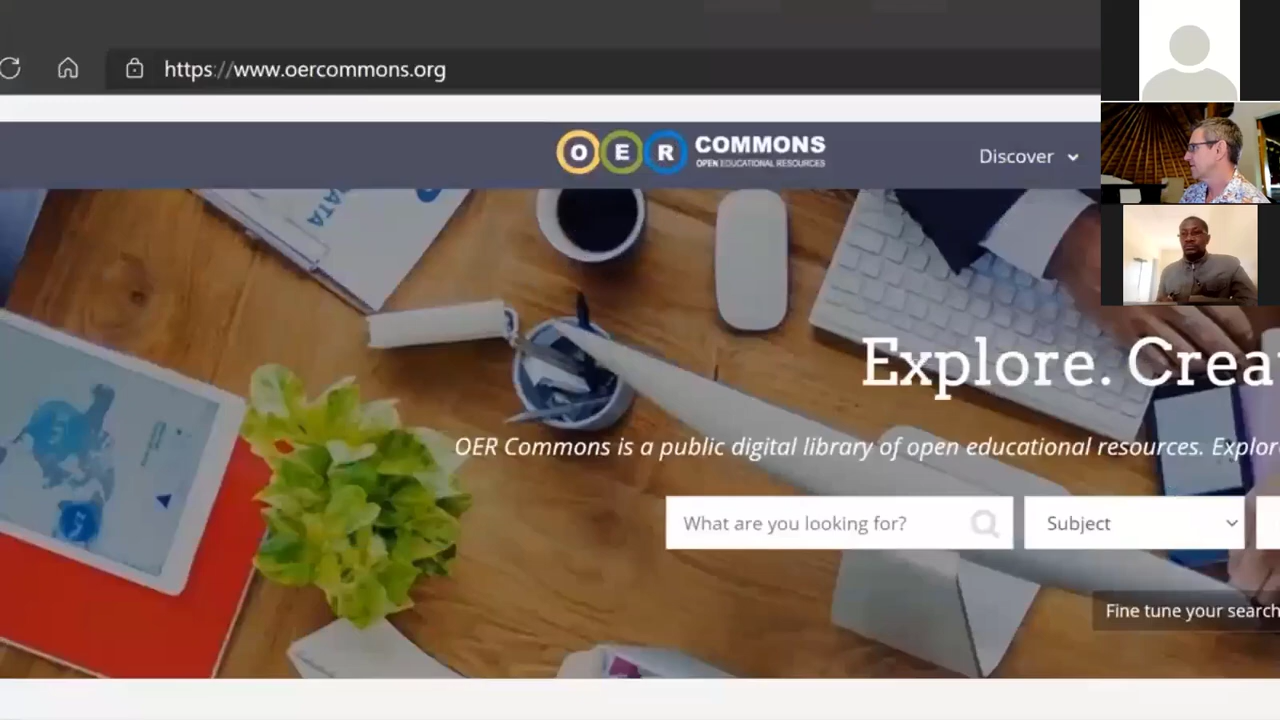 https://www.oercommons.org
OER COMMONS
OPEN EDUCATIONAL RESOURCES
Discover
DATA
Explore. Crea
OER Commons is a public digital library of open educational resources. Explor
What are you looking for?
Subject
Fine tune your search